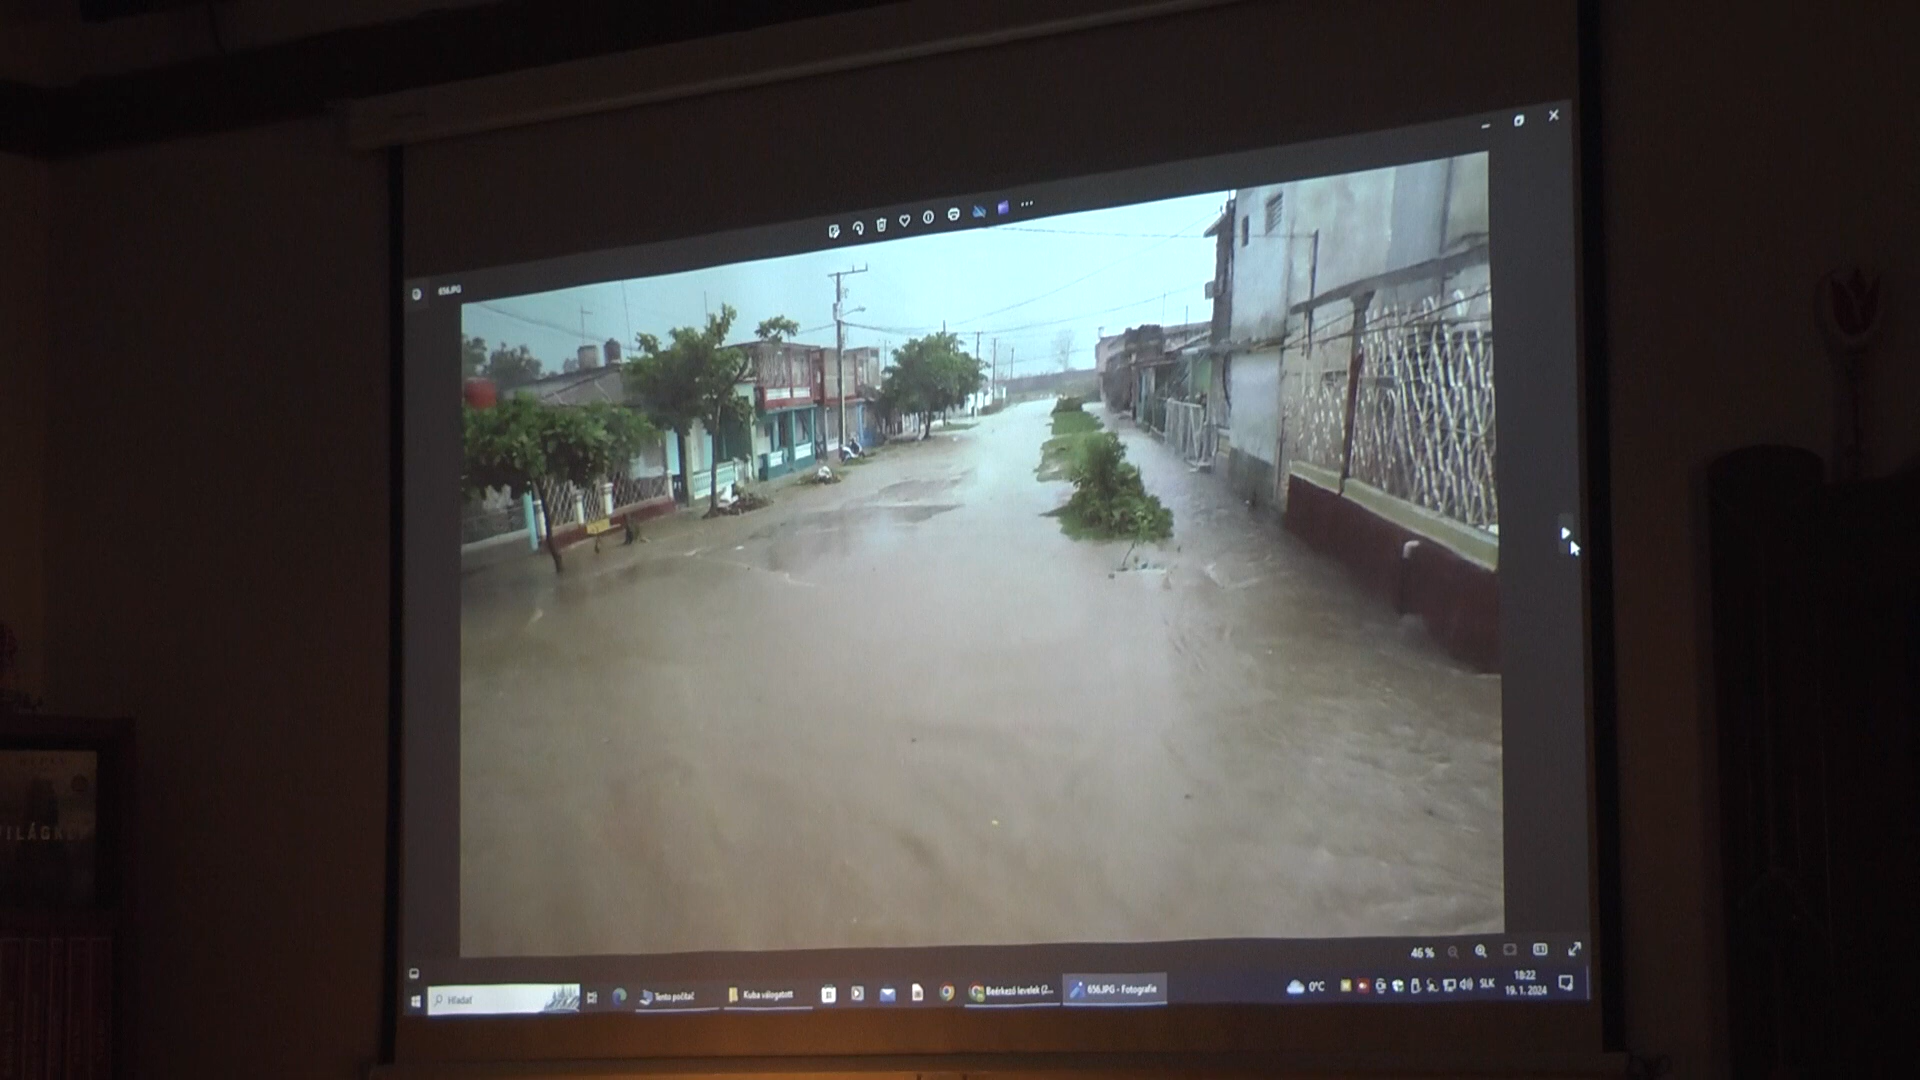 656.JPG
46 %
Hľadať
Tento počítač
Kuba válogatott
Beérkező levelek (2...
656.JPG - Fotografie
0°C
SLK
18:22
19. 1. 2024